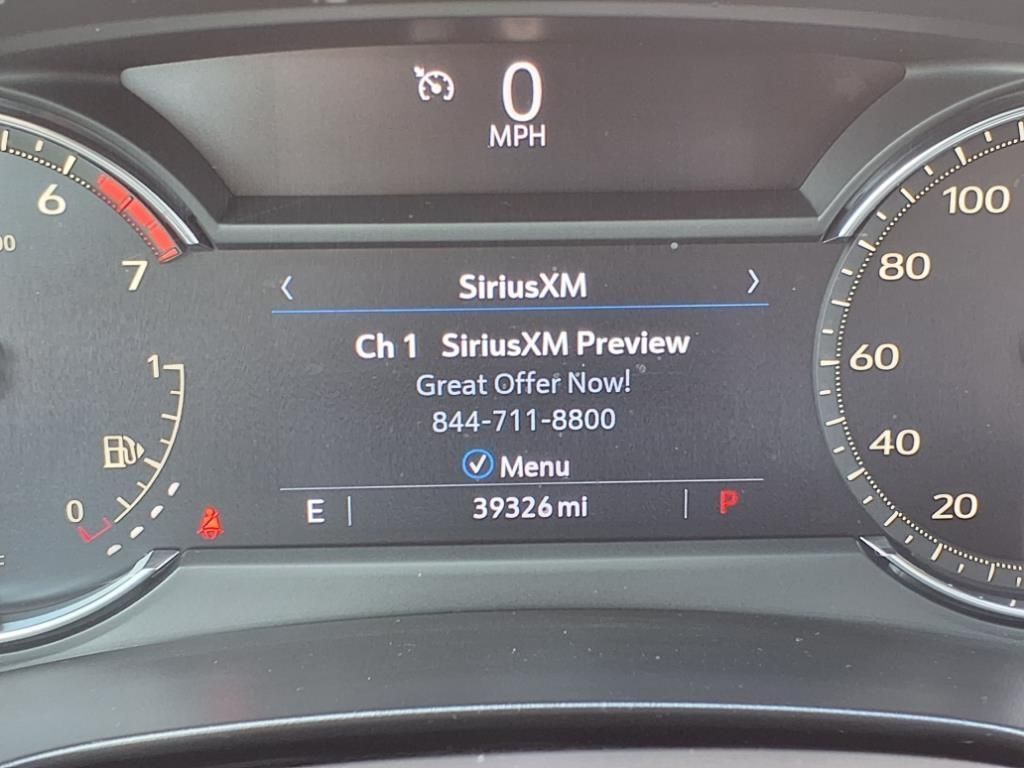 0
MPH
6
7
00
‹ SiriusXM ›
Ch 1 SiriusXM Preview
Great Offer Now!
844-711-8800
Menu
E 39326 mi P
1
0
100
80
60
40
20